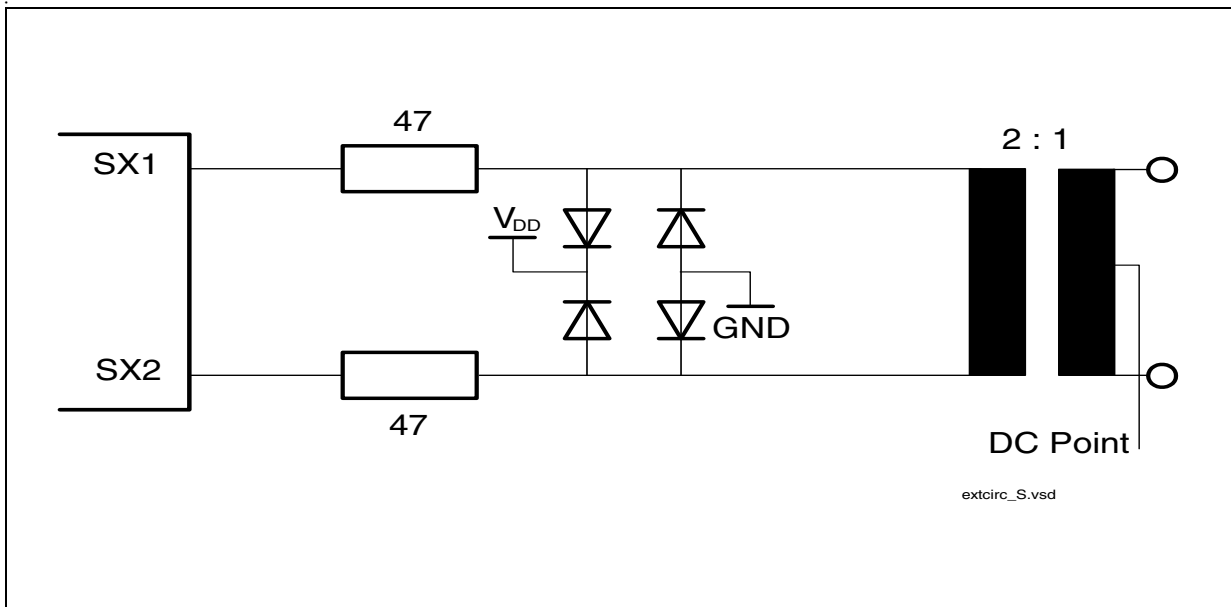 47
2 : 1
SX1
VDD
GND
SX2
47
DC Point
extcirc_S.vsd